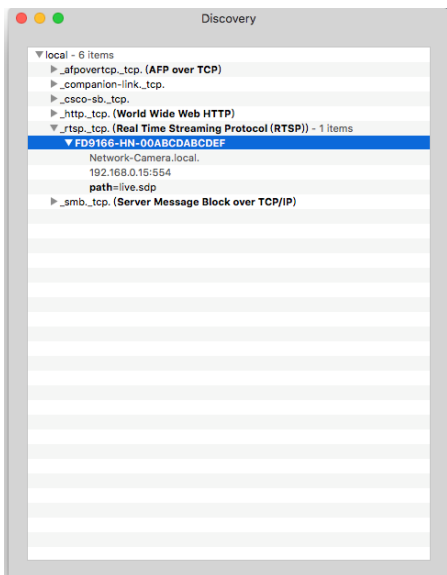 Discovery
local - 6 items
_afpovertcp._tcp. (AFP over TCP)
_companion-link._tcp.
_csco-sb._tcp.
_http._tcp. (World Wide Web HTTP)
_rtsp._tcp. (Real Time Streaming Protocol (RTSP)) - 1 items
FD9166-HN-00ABCDABCDEF
Network-Camera.local.
192.168.0.15:554
path=live.sdp
_smb._tcp. (Server Message Block over TCP/IP)